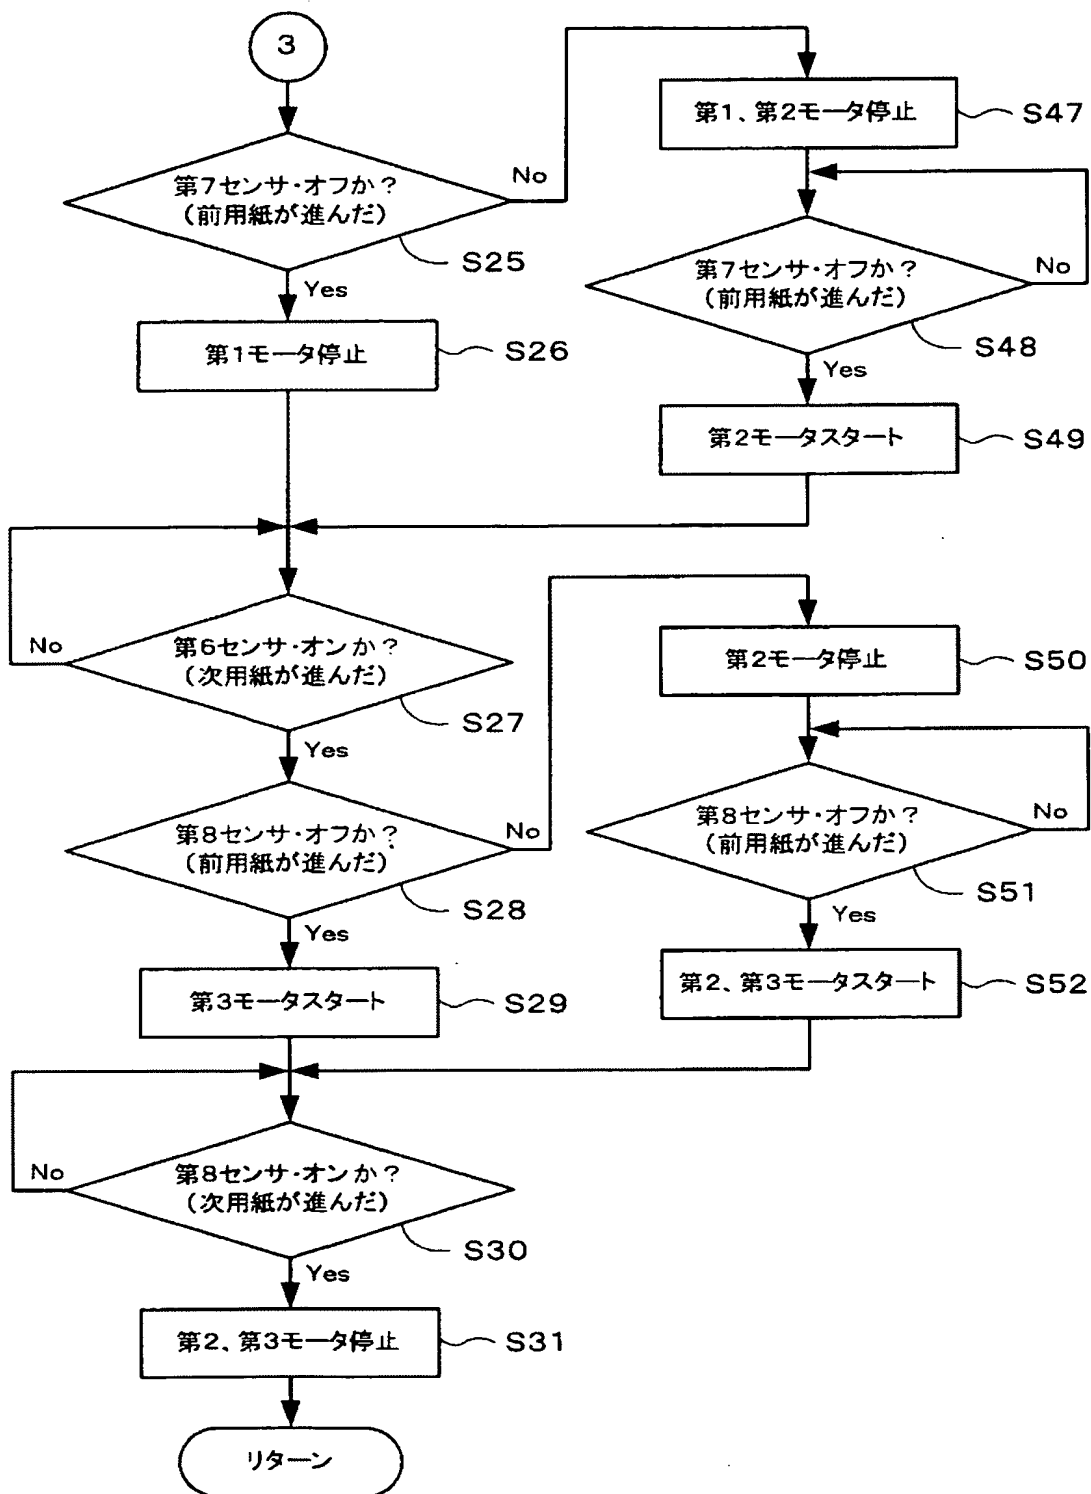 3
第7センサ・オフか?
(前用紙が進んだ)
No
S25
Yes
第1モータ停止
S26
第1、第2モータ停止
S47
第7センサ・オフか?
(前用紙が進んだ)
No
S48
Yes
第2モータスタート
S49
第6センサ・オンか?
(次用紙が進んだ)
No
S27
Yes
第8センサ・オフか?
(前用紙が進んだ)
No
S28
Yes
第3モータスタート
S29
第2モータ停止
S50
第8センサ・オフか?
(前用紙が進んだ)
No
S51
Yes
第2、第3モータスタート
S52
第8センサ・オンか?
(次用紙が進んだ)
No
S30
Yes
第2、第3モータ停止
S31
リターン